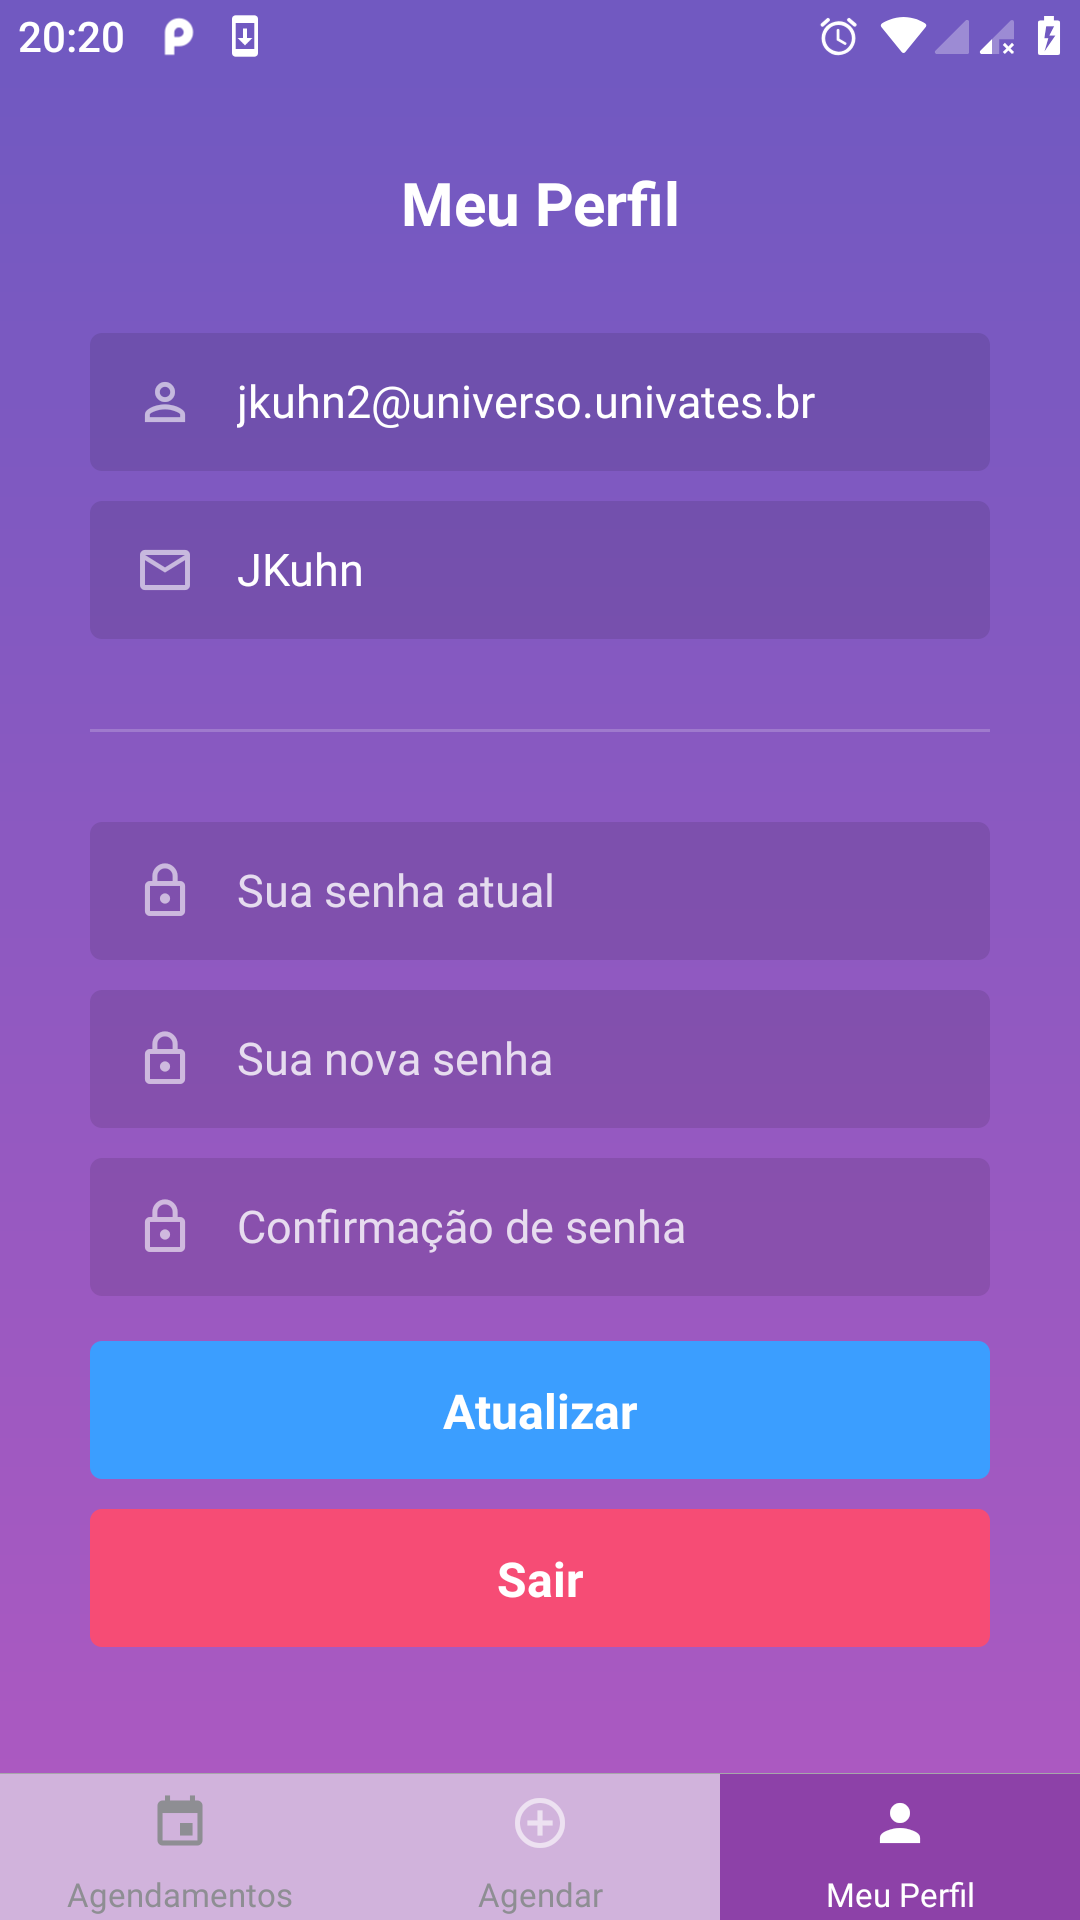 20:20
Meu Perfil
jkuhn2@universo.univates.br
JKuhn
Sua senha atual
Sua nova senha
Confirmação de senha
Atualizar
Sair
Agendamentos
Agendar
Meu Perfil